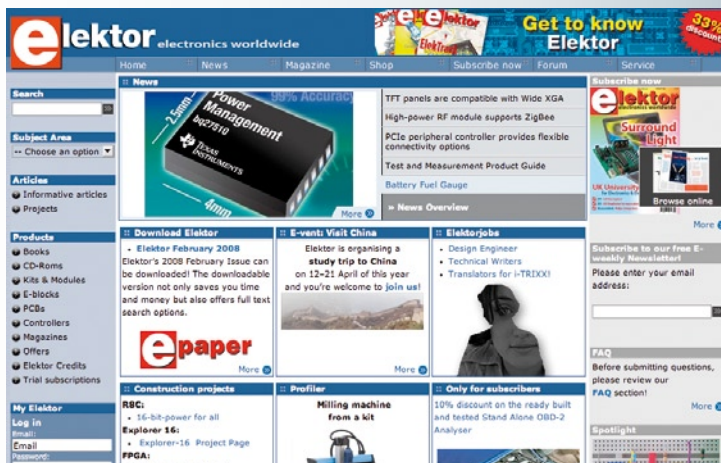 elektor electronics worldwide
elektor
Get to know
Elektor
33%
discount
Home
News
Magazine
Shop
Subscribe now
Forum
Service
Search
Subject Area
-- Choose an option
Articles
Informative articles
Projects
Products
Books
CD-Roms
Kits & Modules
E-blocks
PCBs
Controllers
Magazines
Offers
Elektor Credits
Trial subscriptions
My Elektor
Log in
Email:
Email
Password:
News
99% Accuracy
Power
Management
bq27510
TEXAS
INSTRUMENTS
2.5mm
4mm
More
TFT panels are compatible with Wide XGA
High-power RF module supports ZigBee
PCIe peripheral controller provides flexible
connectivity options
Test and Measurement Product Guide
Battery Fuel Gauge
» News Overview
Download Elektor
• Elektor February 2008
Elektor's 2008 February Issue can
be downloaded! The downloadable
version not only saves you time
and money but also offers full text
search options.
epaper
More
E-vent: Visit China
Elektor is organising a
study trip to China
on 12-21 April of this year
and you're welcome to join us!
More
Elektorjobs
• Design Engineer
• Technical Writers
• Translators for i-TRIXX!
Construction projects
R8C:
• 16-bit-power for all
Explorer 16:
• Explorer-16 Project Page
FPGA:
Profiler
Milling machine
from a kit
Only for subscribers
10% discount on the ready built
and tested Stand Alone OBD-2
Analyser
Subscribe now
elektor
electronics worldwide
Surround
Light
UK
Browse online
More
Subscribe to our free E-
weekly Newsletter!
Please enter your email
address:
FAQ
Before submitting questions,
please review our
FAQ section!
More
Spotlight